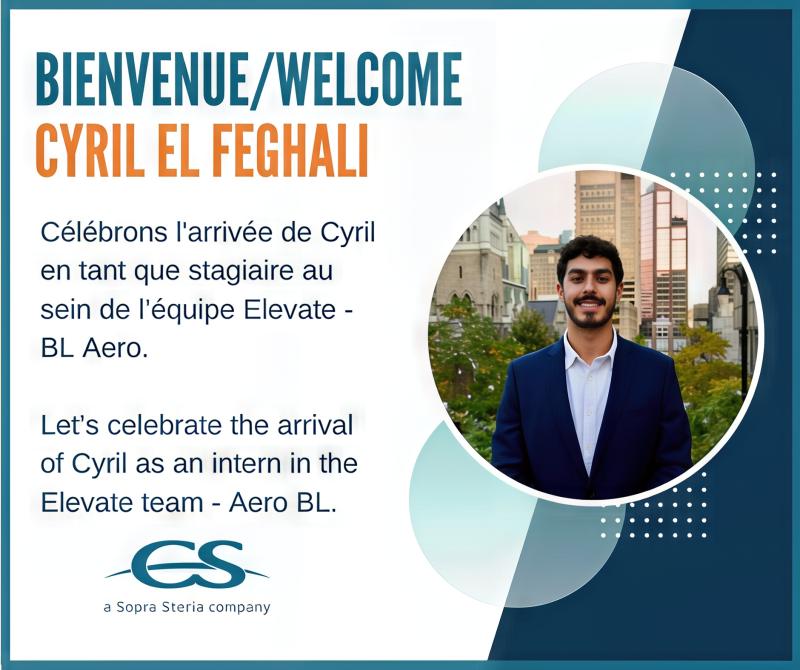 BIENVENUE/WELCOME
CYRIL EL FEGHALI
Célébrons l'arrivée de Cyril
en tant que stagiaire au
sein de l'équipe Elevate -
BL Aero.
Let's celebrate the arrival
of Cyril as an intern in the
Elevate team - Aero BL.
CS
a Sopra Steria company